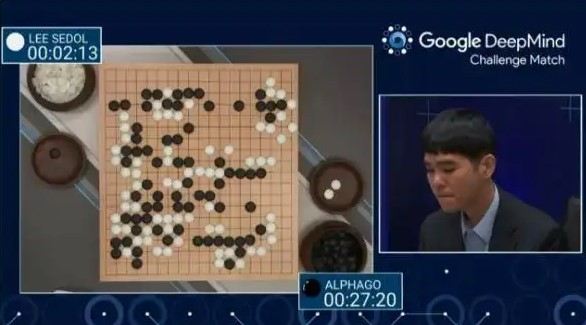 LEE SEDOL
00:02:13
Google DeepMind
Challenge Match
ALPHAGO
00:27:20